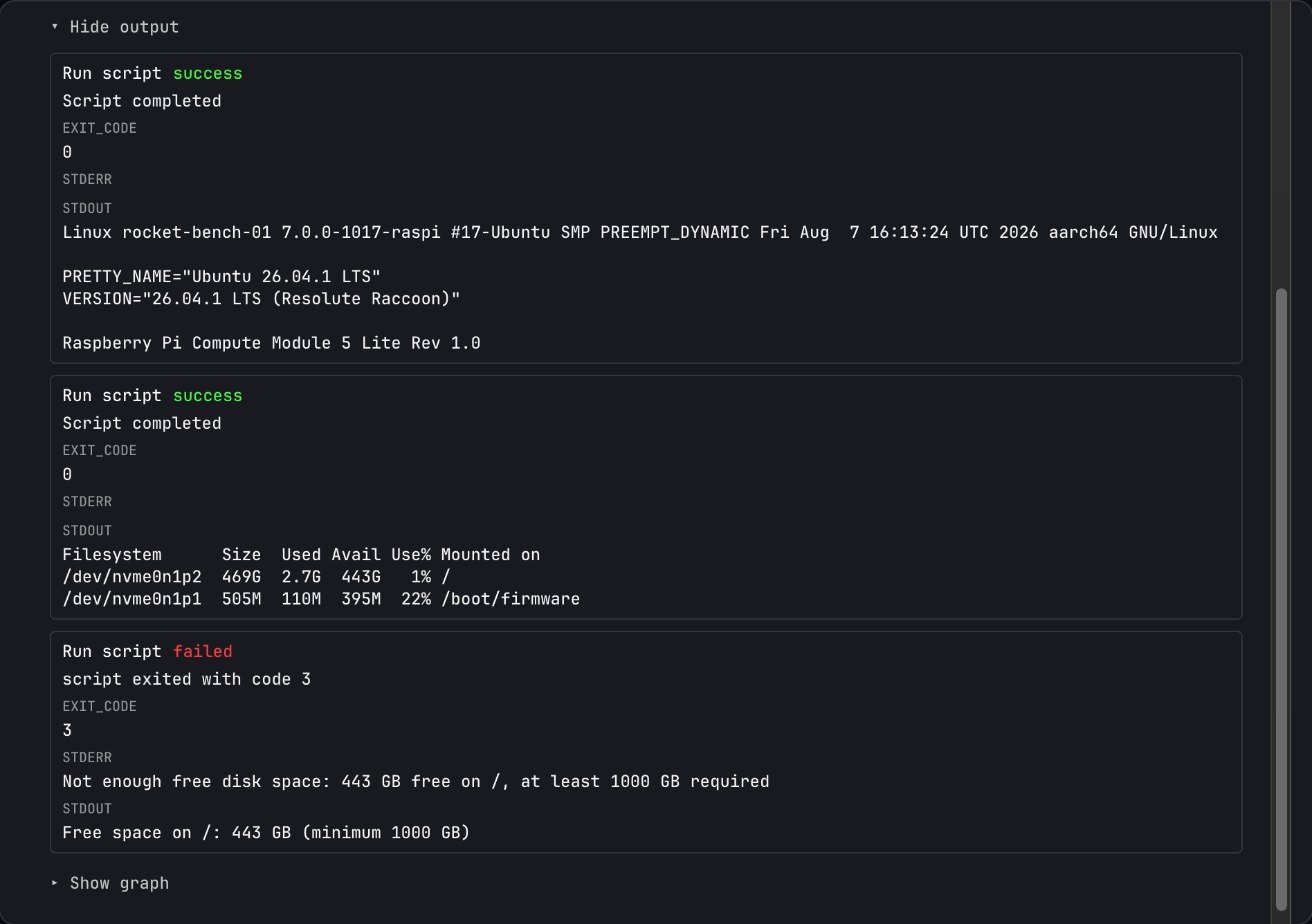 ▾ Hide output
Run script success
Script completed
EXIT_CODE
0
STDERR
STDOUT
Linux rocket-bench-01 7.0.0-1017-raspi #17-Ubuntu SMP PREEMPT_DYNAMIC Fri Aug  7 16:13:24 UTC 2026 aarch64 GNU/Linux

PRETTY_NAME="Ubuntu 26.04.1 LTS"
VERSION="26.04.1 LTS (Resolute Raccoon)"

Raspberry Pi Compute Module 5 Lite Rev 1.0
Run script success
Script completed
EXIT_CODE
0
STDERR
STDOUT
Filesystem      Size  Used Avail Use% Mounted on
/dev/nvme0n1p2  469G  2.7G  443G   1% /
/dev/nvme0n1p1  505M  110M  395M  22% /boot/firmware
Run script failed
script exited with code 3
EXIT_CODE
3
STDERR
Not enough free disk space: 443 GB free on /, at least 1000 GB required
STDOUT
Free space on /: 443 GB (minimum 1000 GB)
▸ Show graph